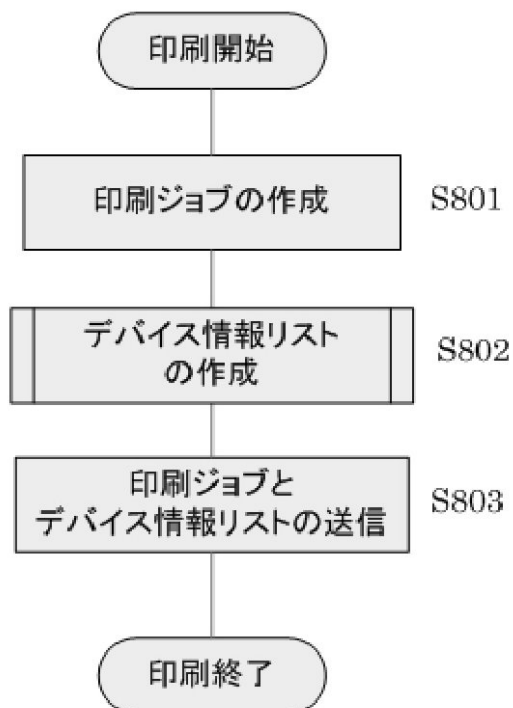 印刷開始
印刷ジョブの作成
S801
デバイス情報リスト
の作成
S802
印刷ジョブと
デバイス情報リストの送信
S803
印刷終了